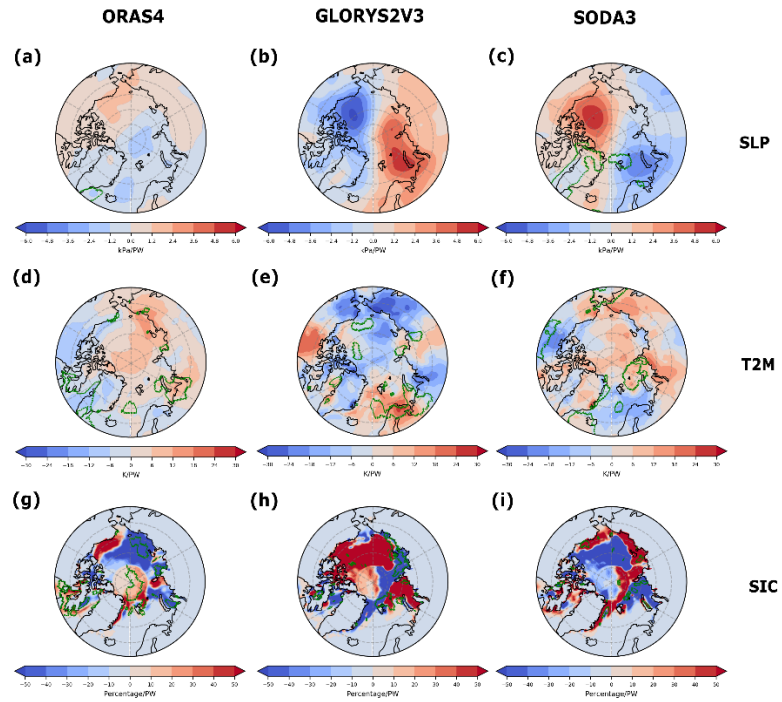 ORAS4 GLORYS2V3 SODA3
(a) (b) (c)
SLP
−6.0 −4.8 −3.6 −2.4 −1.2 0.0 1.2 2.4 3.6 4.8 6.0
kPa/PW
−6.0 −4.8 −3.6 −2.4 −1.2 0.0 1.2 2.4 3.6 4.8 6.0
kPa/PW
−6.0 −4.8 −3.6 −2.4 −1.2 0.0 1.2 2.4 3.6 4.8 6.0
kPa/PW
(d) (e) (f)
T2M
−30 −24 −18 −12 −6 0 6 12 18 24 30
K/PW
−30 −24 −18 −12 −6 0 6 12 18 24 30
K/PW
−30 −24 −18 −12 −6 0 6 12 18 24 30
K/PW
(g) (h) (i)
SIC
−50 −40 −30 −20 −10 0 10 20 30 40 50
Percentage/PW
−50 −40 −30 −20 −10 0 10 20 30 40 50
Percentage/PW
−50 −40 −30 −20 −10 0 10 20 30 40 50
Percentage/PW